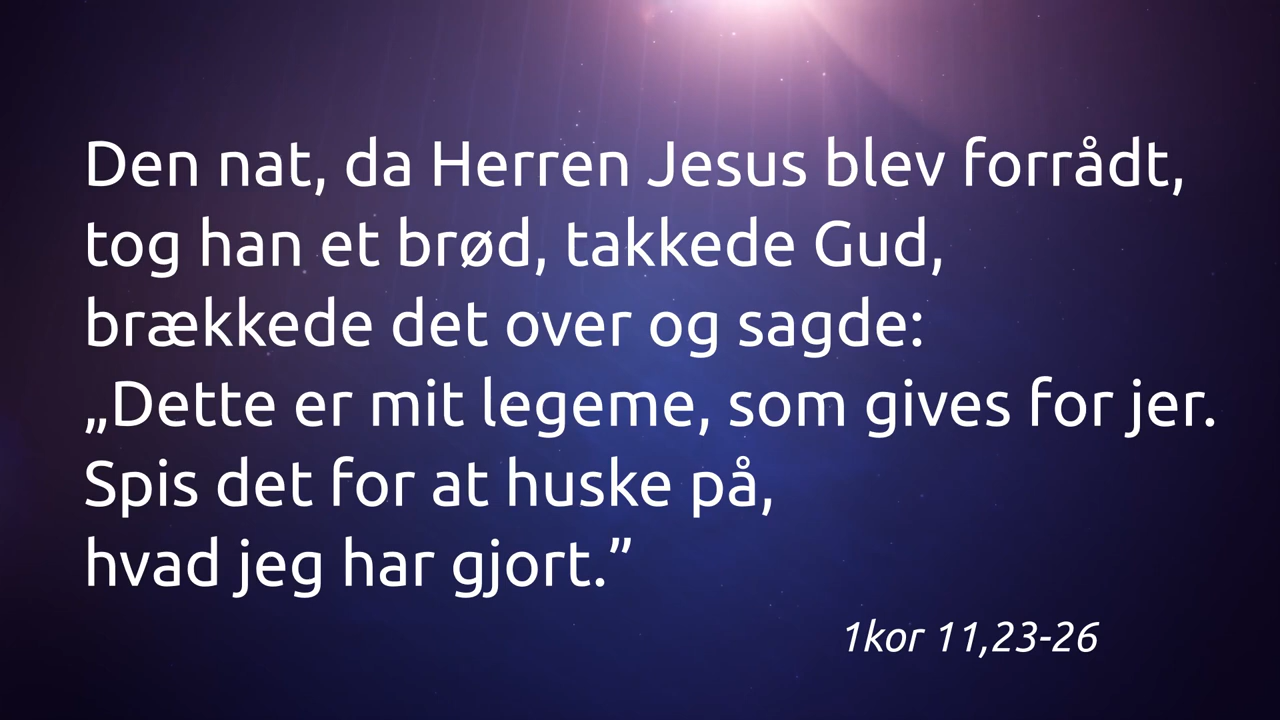 Den nat, da Herren Jesus blev forrådt,
tog han et brød, takkede Gud,
brækkede det over og sagde:
„Dette er mit legeme, som gives for jer.
Spis det for at huske på,
hvad jeg har gjort.”
1kor 11,23-26